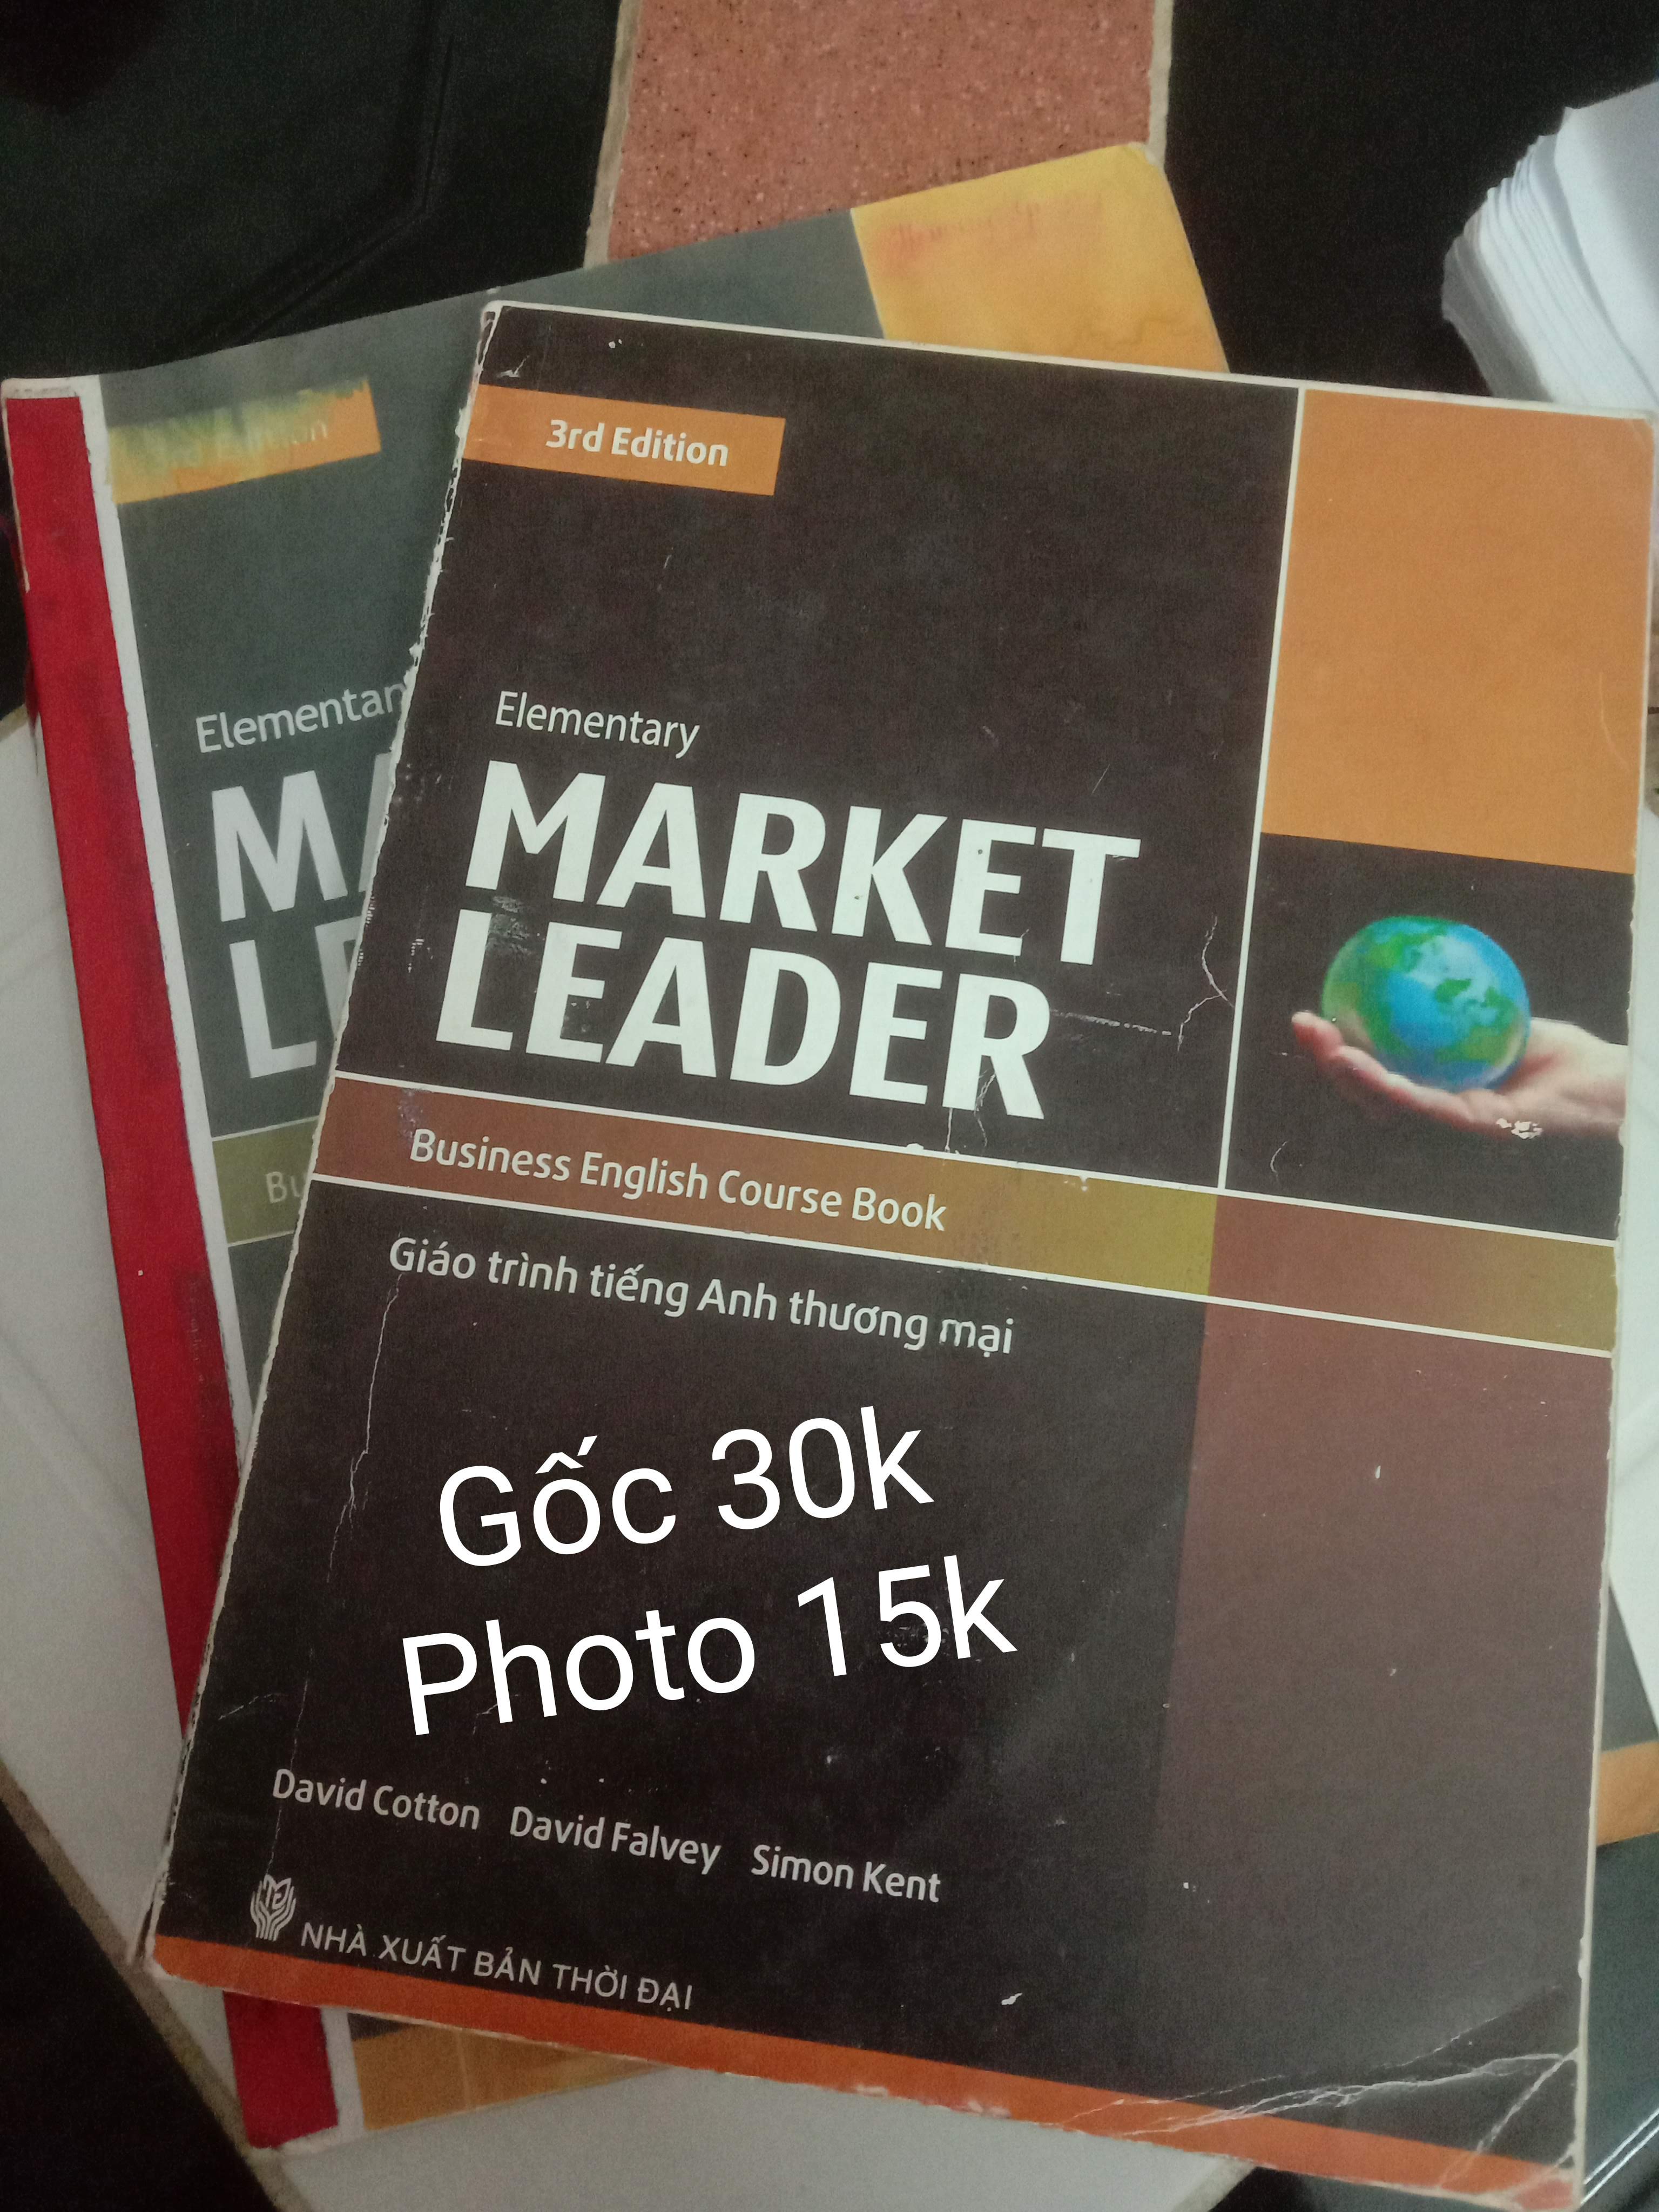 3rd Edition
Elementary
MARKET
LEADER
Business English Course Book
Giáo trình tiếng Anh thương mại
Gốc 30k
Photo 15k
David Cotton David Falvey Simon Kent
NHÀ XUẤT BẢN THỜI ĐẠI
Elementar
MA
LE
Bu